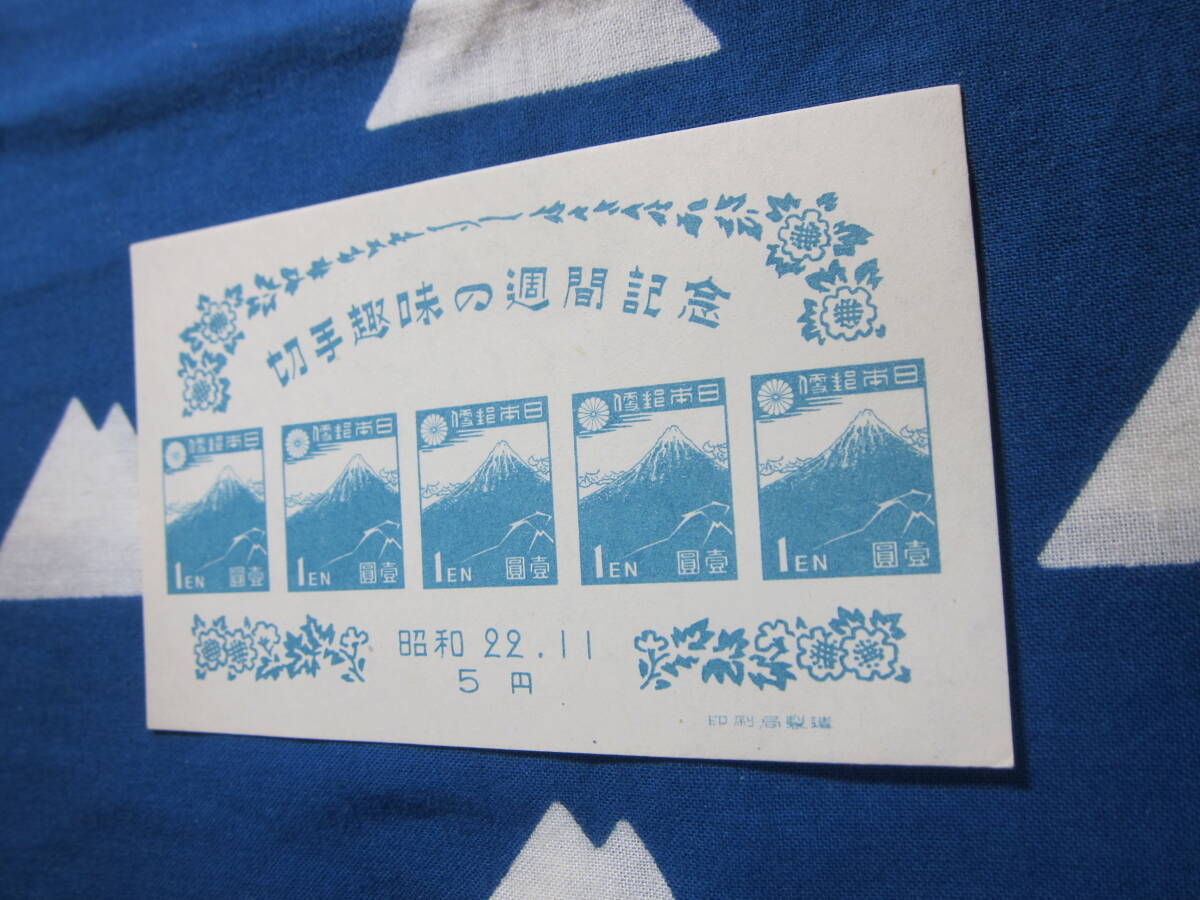 切手趣味の週間記念
便郵本日 便郵本日 便郵本日 便郵本日 便郵本日
1EN 圓壹 1EN 圓壹 1EN 圓壹 1EN 圓壹 1EN 圓壹
昭和 22.11
5円
印刷局製造